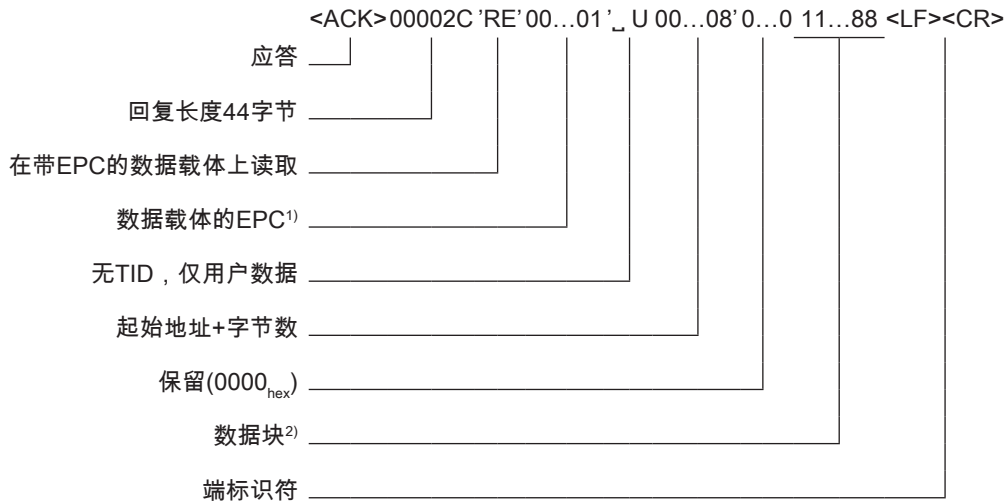 <ACK>00002C ’RE’ 00…01 ’␣ U 00…08’ 0…0 11…88 <LF><CR>
应答
回复长度44字节
在带EPC的数据载体上读取
数据载体的EPC1)
无TID，仅用户数据
起始地址+字节数
保留(0000hex)
数据块2)
端标识符